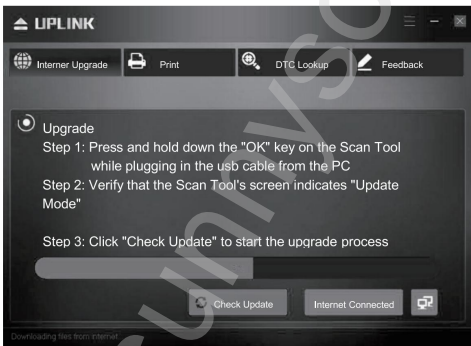 UPLINK
Interner Upgrade Print DTC Lookup Feedback
Upgrade
Step 1: Press and hold down the "OK" key on the Scan Tool
while plugging in the usb cable from the PC
Step 2: Verify that the Scan Tool's screen indicates "Update
Mode"
Step 3: Click "Check Update" to start the upgrade process
Check Update Internet Connected
Downloading files from internet